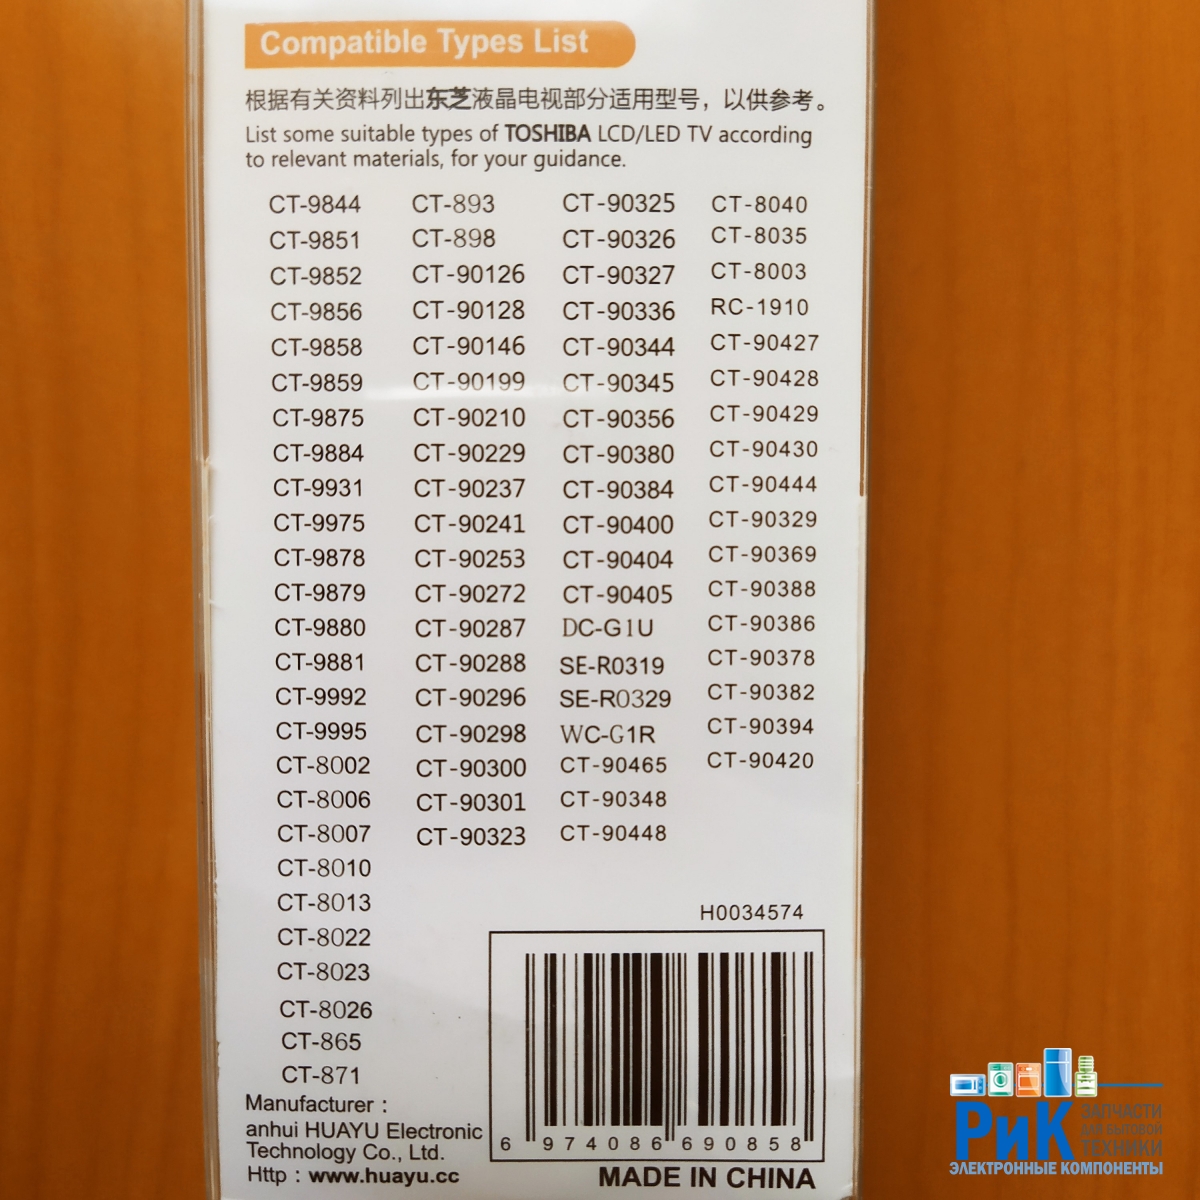 Compatible Types List
根据有关资料列出东芝液晶电视部分适用型号，以供参考。
List some suitable types of TOSHIBA LCD/LED TV according
to relevant materials, for your guidance.
CT-9844
CT-9851
CT-9852
CT-9856
CT-9858
CT-9859
CT-9875
CT-9884
CT-9931
CT-9975
CT-9878
CT-9879
CT-9880
CT-9881
CT-9992
CT-9995
CT-8002
CT-8006
CT-8007
CT-8010
CT-8013
CT-8022
CT-8023
CT-8026
CT-865
CT-871
CT-893
CT-898
CT-90126
CT-90128
CT-90146
CT-90199
CT-90210
CT-90229
CT-90237
CT-90241
CT-90253
CT-90272
CT-90287
CT-90288
CT-90296
CT-90298
CT-90300
CT-90301
CT-90323
CT-90325
CT-90326
CT-90327
CT-90336
CT-90344
CT-90345
CT-90356
CT-90380
CT-90384
CT-90400
CT-90404
CT-90405
DC-G1U
SE-R0319
SE-R0329
WC-G1R
CT-90465
CT-90348
CT-90448
CT-8040
CT-8035
CT-8003
RC-1910
CT-90427
CT-90428
CT-90429
CT-90430
CT-90444
CT-90329
CT-90369
CT-90388
CT-90386
CT-90378
CT-90382
CT-90394
CT-90420
H0034574
6 974086 690858
Manufacturer :
anhui HUAYU Electronic
Technology Co., Ltd.
Http : www.huayu.cc
MADE IN CHINA
РиК
ЗАПЧАСТИ
ДЛЯ БЫТОВОЙ
ТЕХНИКИ
ЭЛЕКТРОННЫЕ КОМПОНЕНТЫ